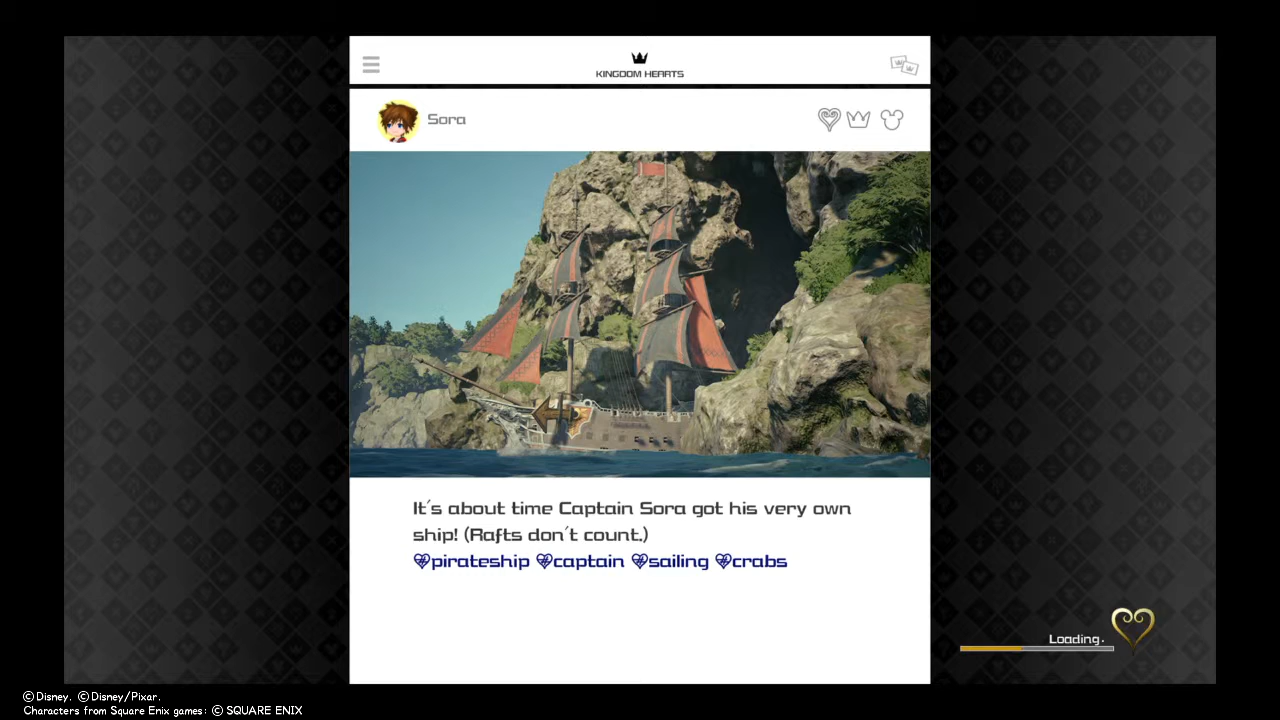 KINGDOM HEARTS
Sora
It's about time Captain Sora got his very own
ship! (Rafts don't count.)
#pirateship #captain #sailing #crabs
Loading.
©Disney. ©Disney/Pixar.
Characters from Square Enix games: © SQUARE ENIX